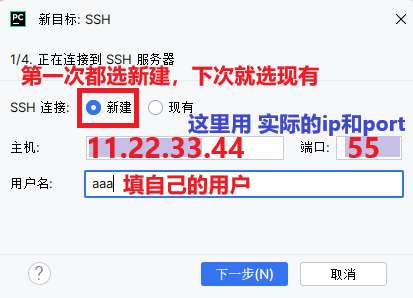 PC 新目标: SSH
1/4. 正在连接到 SSH 服务器
第一次都选新建，下次就选现有
SSH 连接: 新建 现有
这里用 实际的ip和port
主机: 11.22.33.44 端口: 55
用户名: aaa 填自己的用户
? 下一步(N) 取消